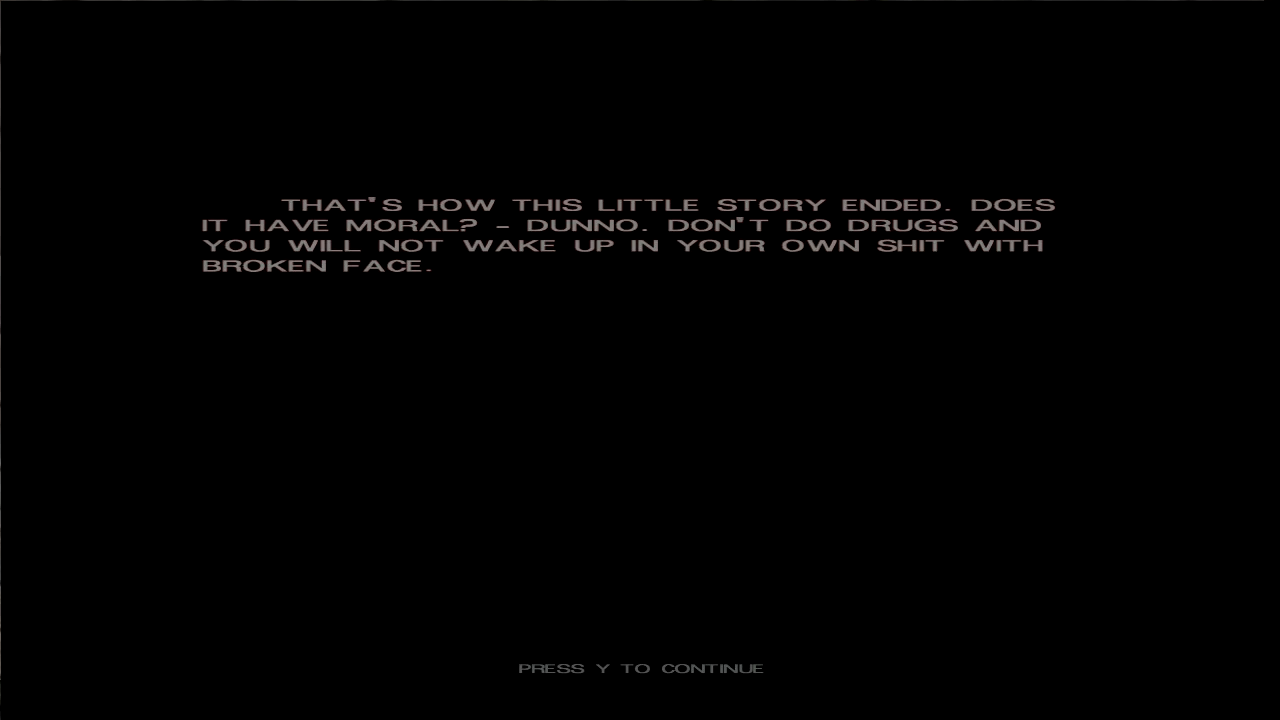 THAT'S HOW THIS LITTLE STORY ENDED. DOES
IT HAVE MORAL? - DUNNO. DON'T DO DRUGS AND
YOU WILL NOT WAKE UP IN YOUR OWN SHIT WITH
BROKEN FACE.
PRESS Y TO CONTINUE